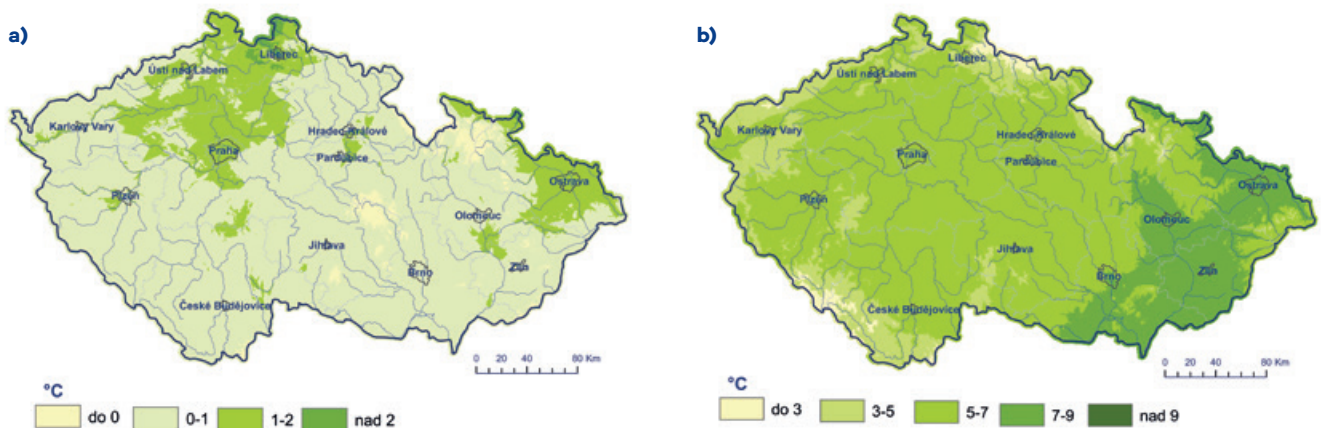 a)
Liberec
Ústí nad Labem
Karlovy Vary
Hradec Králové
Praha
Pardubice
Ostrava
Plzeň
Olomouc
Jihlava
Zlín
Brno
České Budějovice
0 20 40 80 Km
°C
do 0 0-1 1-2 nad 2
b)
Liberec
Ústí nad Labem
Karlovy Vary
Hradec Králové
Praha
Pardubice
Ostrava
Plzeň
Olomouc
Jihlava
Zlín
Brno
České Budějovice
0 20 40 80 Km
°C
do 3 3-5 5-7 7-9 nad 9